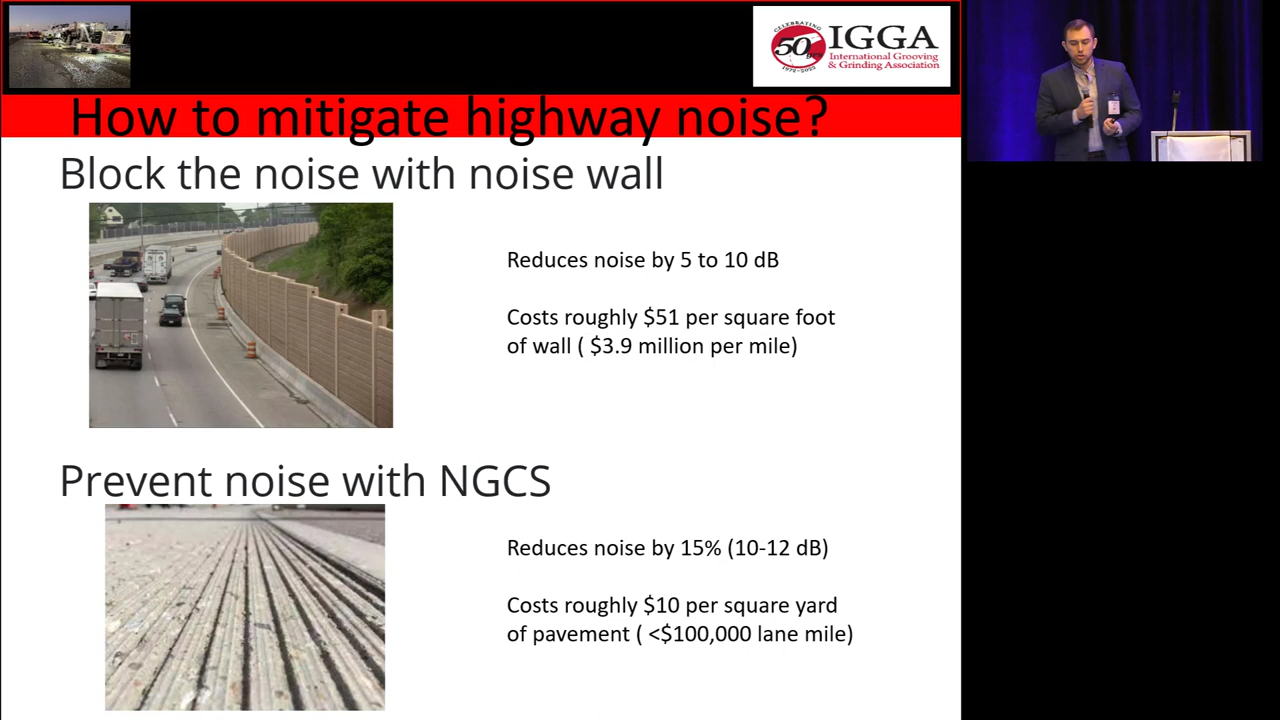 CELEBRATING
50 yrs
1972-2022
IGGA
International Grooving
& Grinding Association
How to mitigate highway noise?
Block the noise with noise wall
Reduces noise by 5 to 10 dB
Costs roughly $51 per square foot
of wall ( $3.9 million per mile)
Prevent noise with NGCS
Reduces noise by 15% (10-12 dB)
Costs roughly $10 per square yard
of pavement ( <$100,000 lane mile)